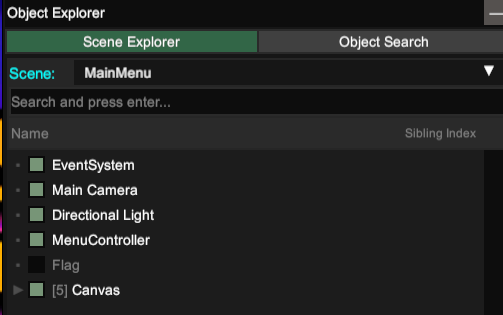 Object Explorer
Scene Explorer Object Search
Scene: MainMenu ▼
Search and press enter...
Name Sibling Index
EventSystem
Main Camera
Directional Light
MenuController
Flag
► [5] Canvas